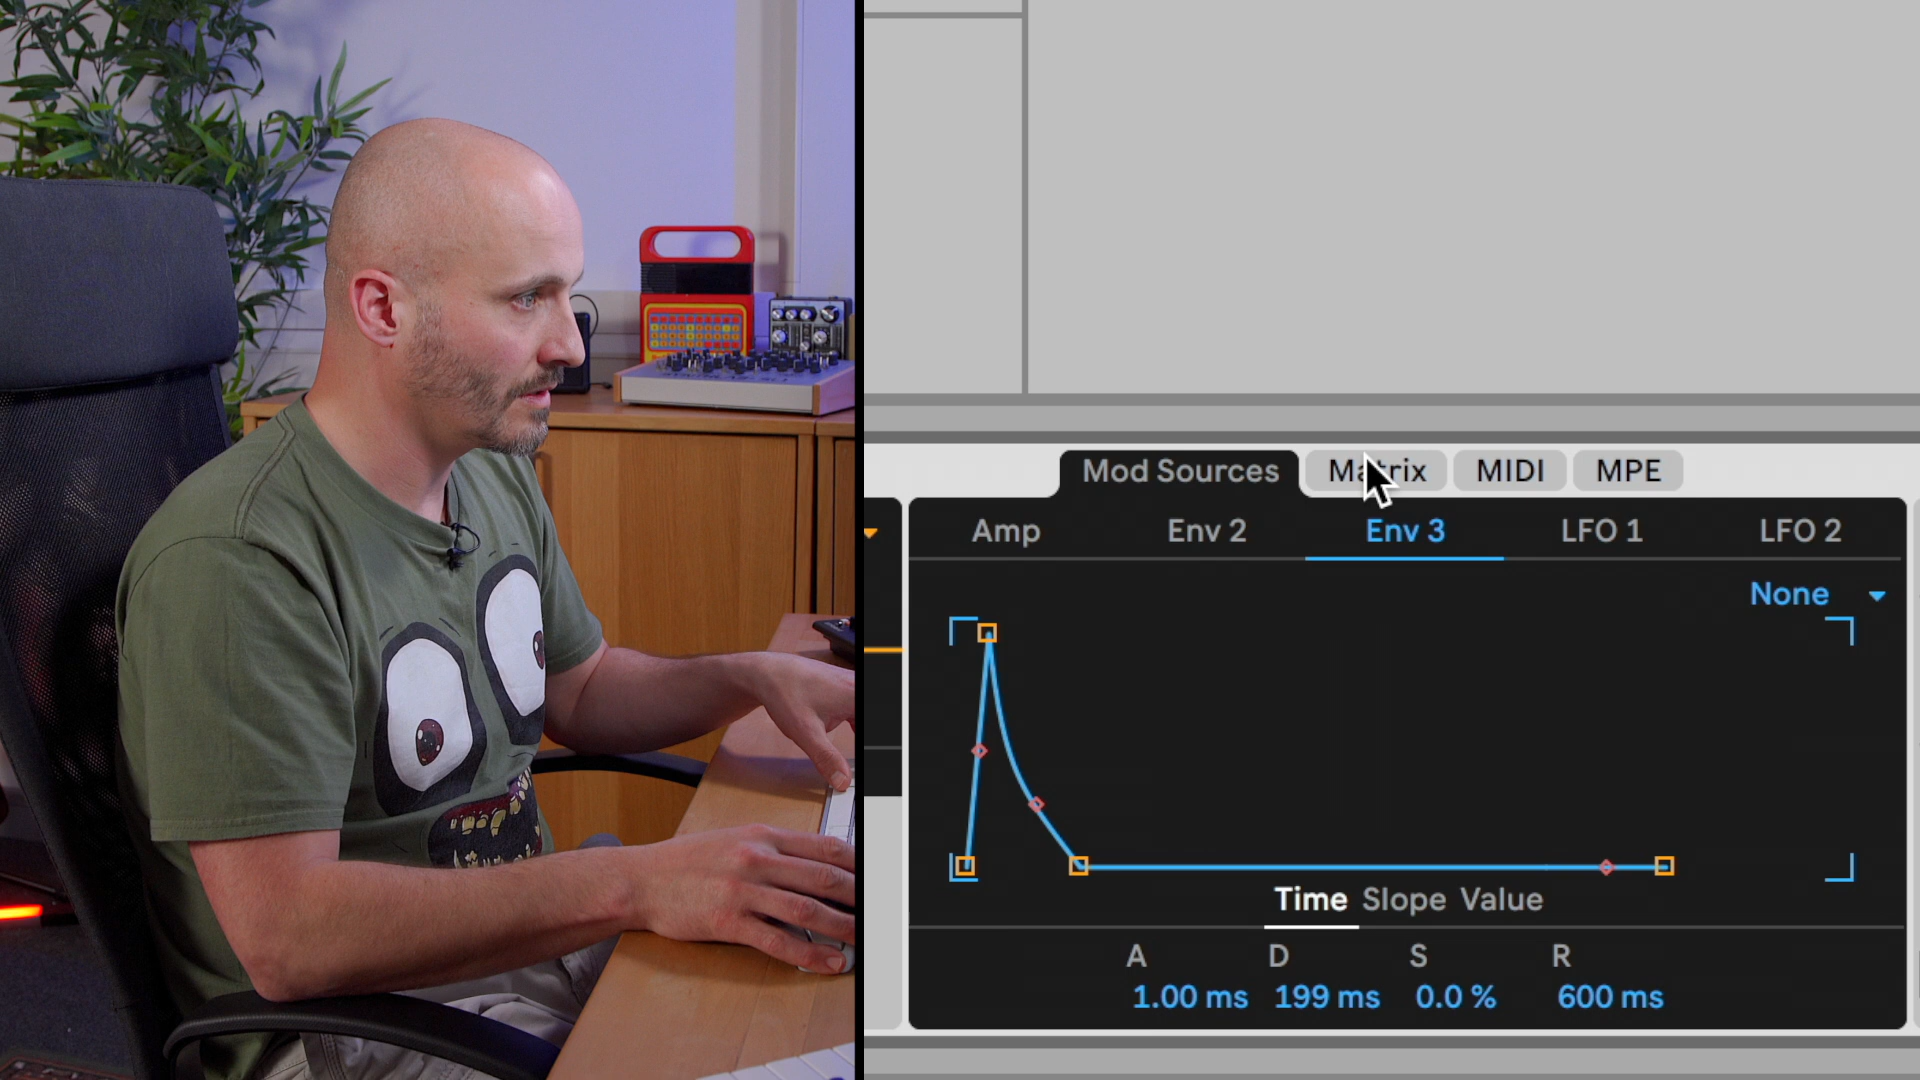 Mod Sources Matrix MIDI MPE
Amp Env 2 Env 3 LFO 1 LFO 2
None
Time Slope Value
A D S R
1.00 ms 199 ms 0.0 % 600 ms